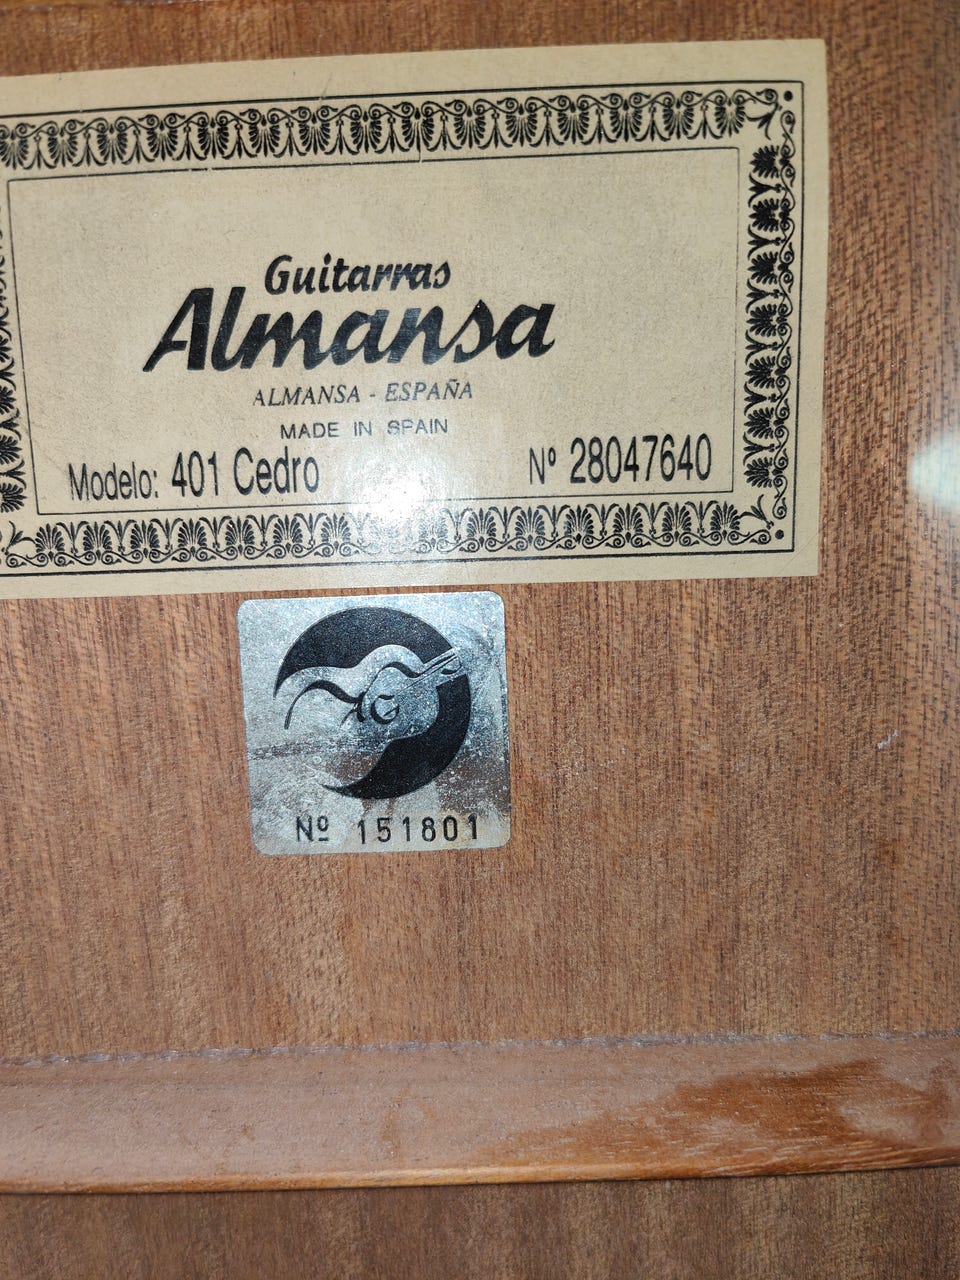 Guitarras
Almansa
ALMANSA - ESPAÑA
MADE IN SPAIN
Modelo: 401 Cedro Nº 28047640
AG
Nº 151801